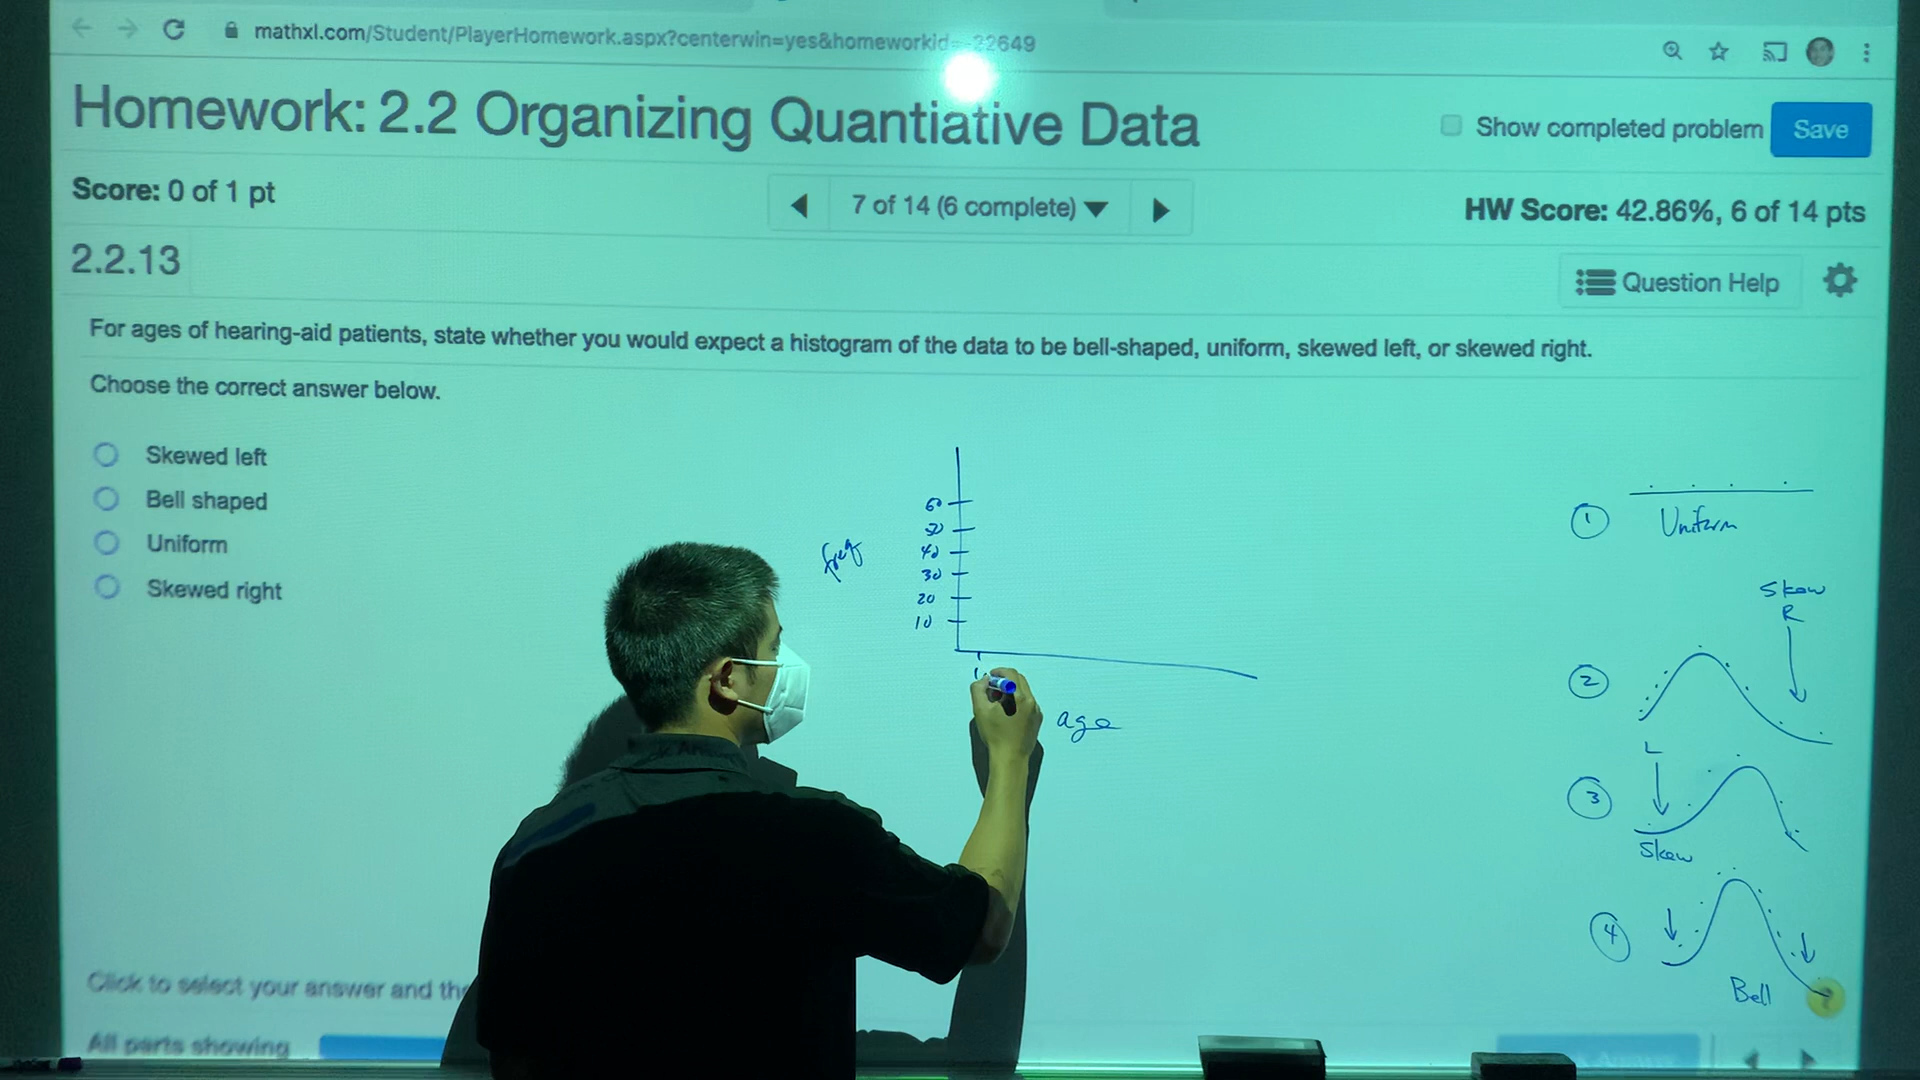 mathxl.com/Student/PlayerHomework.aspx?centerwin=yes&homeworkid= 22649
Homework: 2.2 Organizing Quantiative Data
Show completed problem
Save
Score: 0 of 1 pt
7 of 14 (6 complete)
HW Score: 42.86%, 6 of 14 pts
2.2.13
Question Help
For ages of hearing-aid patients, state whether you would expect a histogram of the data to be bell-shaped, uniform, skewed left, or skewed right.
Choose the correct answer below.
Skewed left
Bell shaped
Uniform
Skewed right
freq
60
50
40
30
20
10
age
1
Uniform
Skew
R
2
L
3
Skew
4
Bell
Click to select your answer and
All parts showing